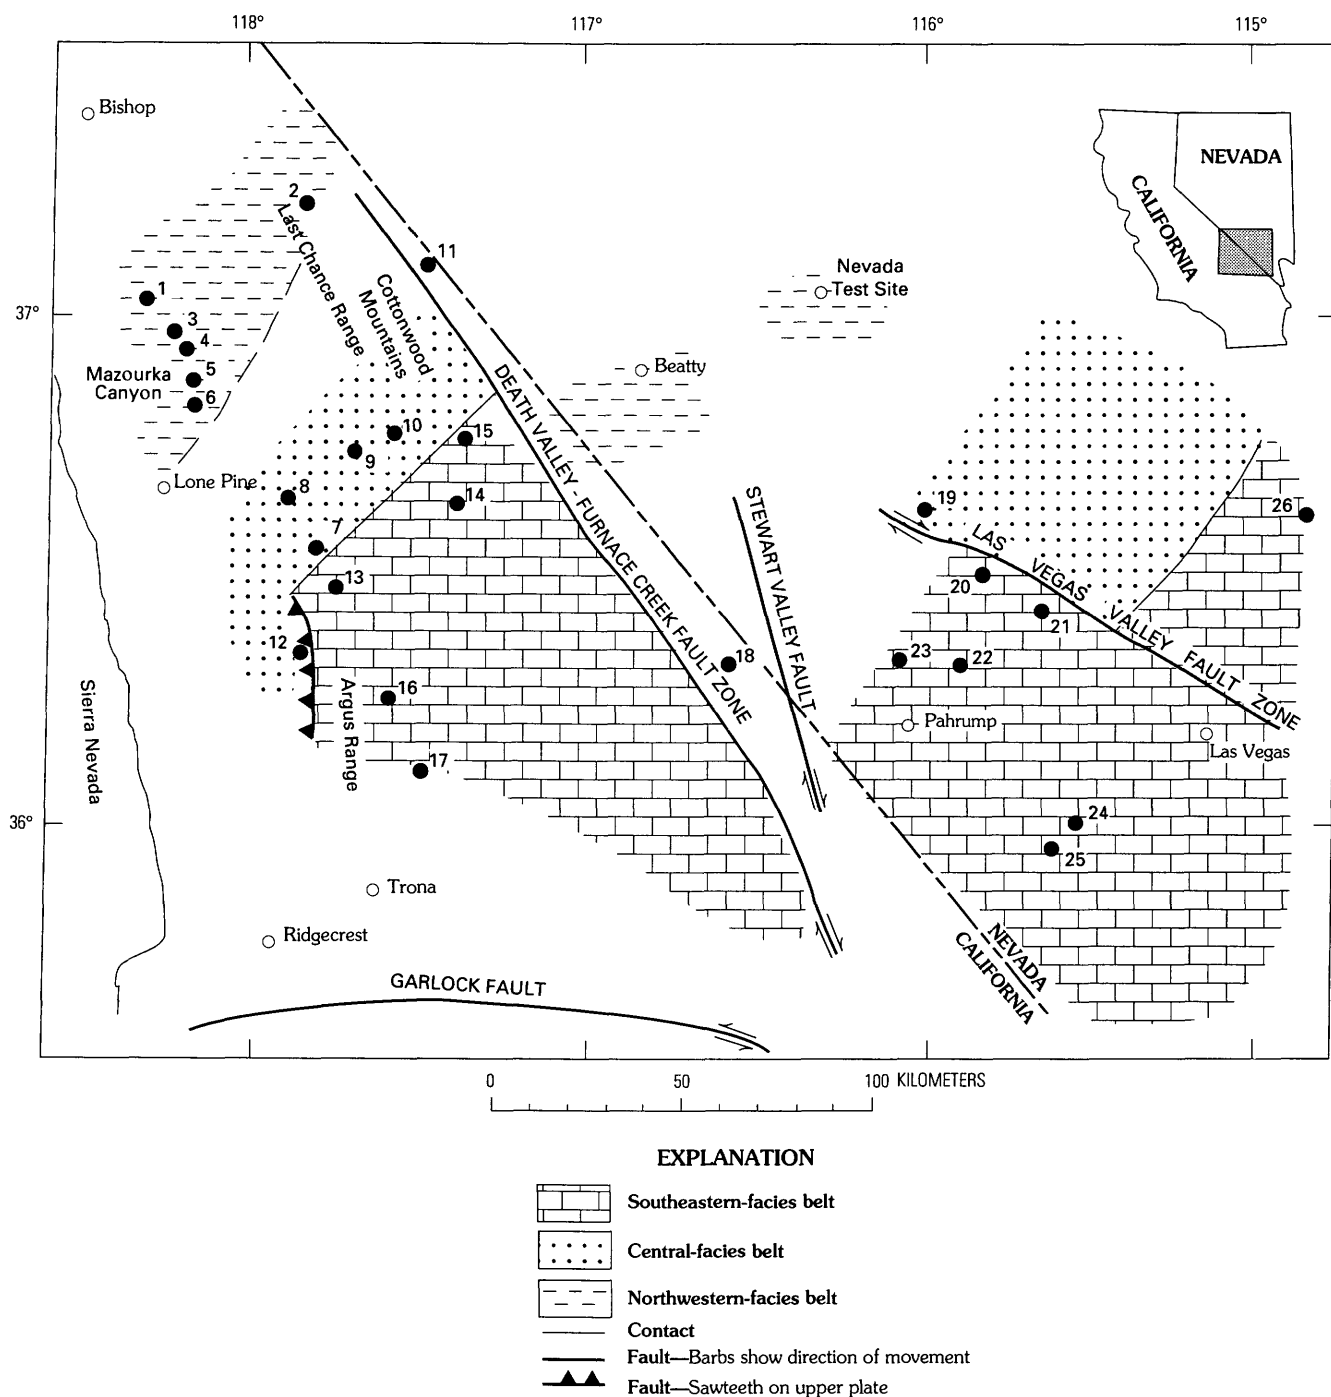 118°
117°
116°
115°
Bishop
NEVADA
CALIFORNIA
2
Last Chance Range
11
Cottonwood
Mountains
Nevada
Test Site
37°
1
3
4
5
6
Mazourka
Canyon
Beatty
DEATH VALLEY - FURNACE CREEK FAULT ZONE
10
9
15
Lone Pine
8
14
7
13
STEWART VALLEY FAULT
19
26
LAS VEGAS VALLEY FAULT ZONE
20
21
12
18
23
22
16
Argus Range
Sierra Nevada
Pahrump
Las Vegas
17
36°
24
25
Trona
Ridgecrest
NEVADA
CALIFORNIA
GARLOCK FAULT
0 50 100 KILOMETERS
EXPLANATION
Southeastern-facies belt
Central-facies belt
Northwestern-facies belt
Contact
Fault—Barbs show direction of movement
Fault—Sawteeth on upper plate